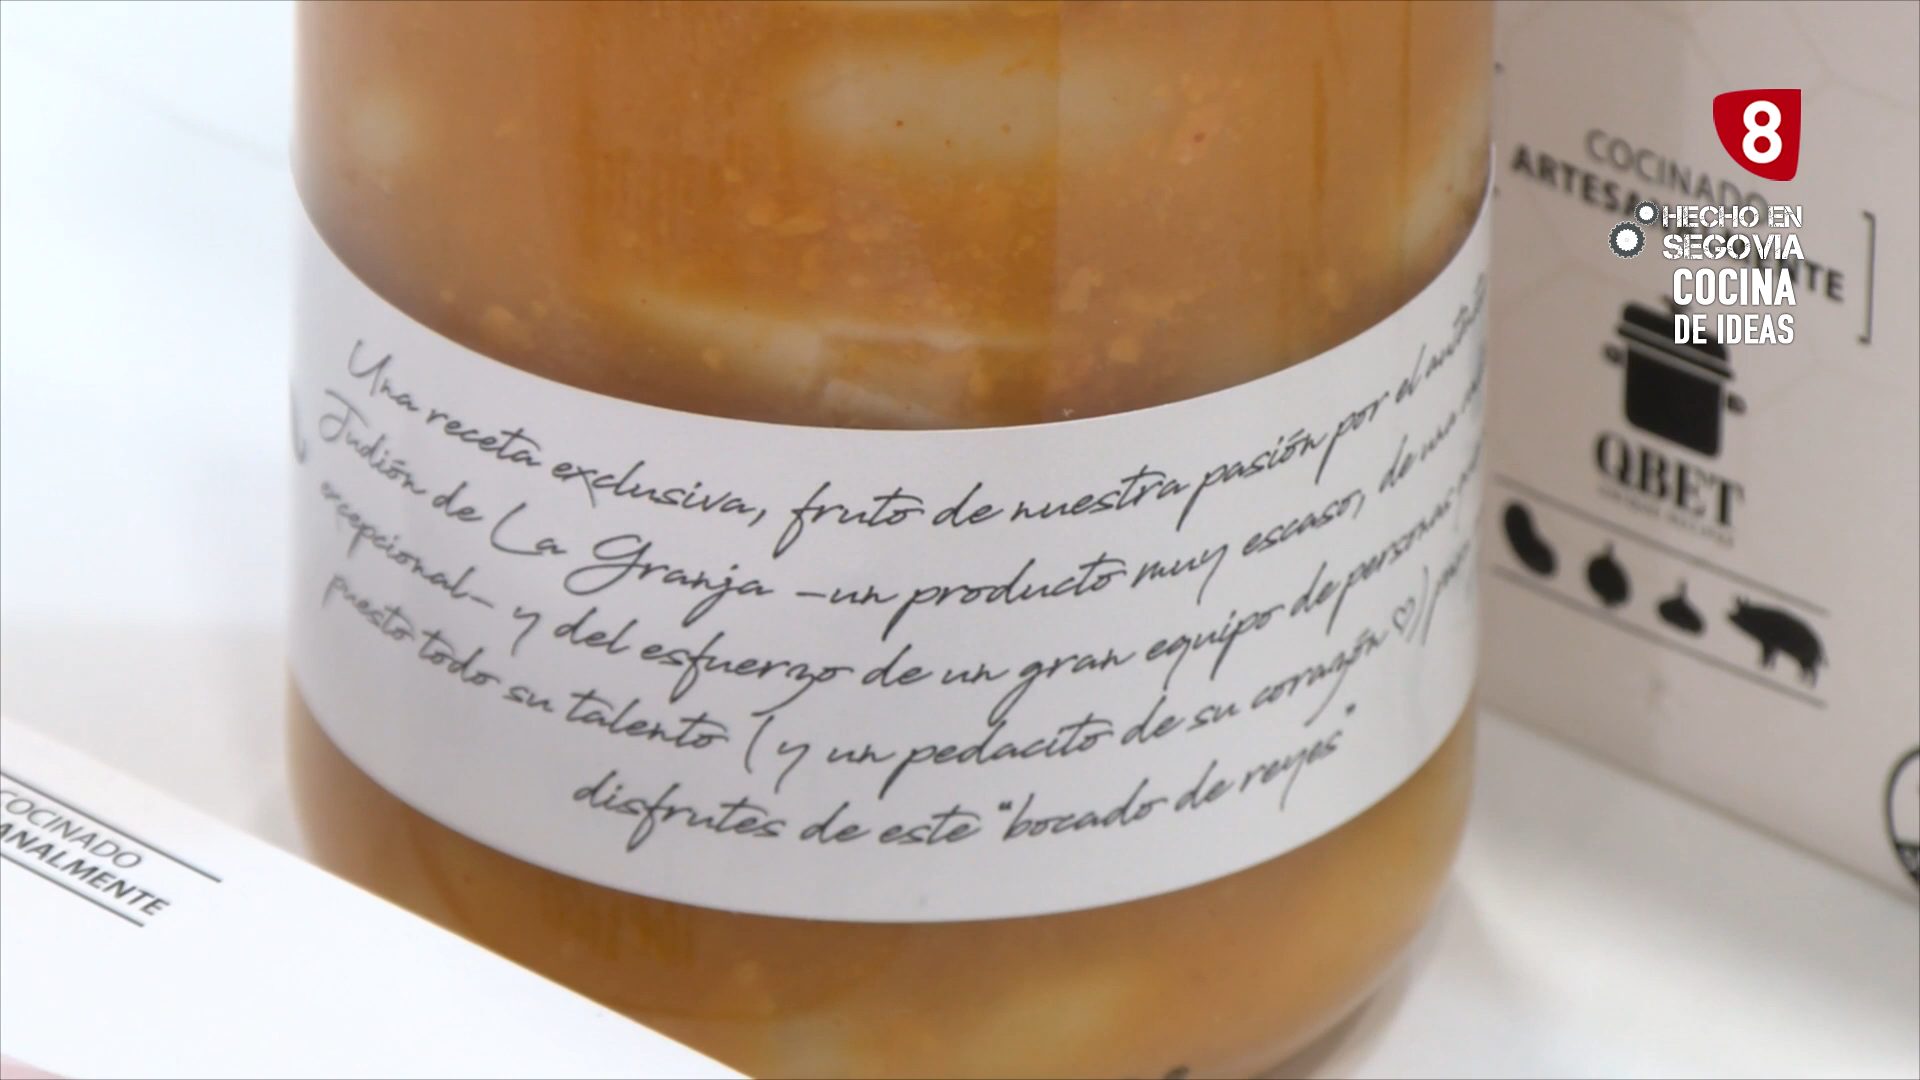 8
HECHO EN
SEGOVIA
COCINA
DE IDEAS
COCINADO
QBET
Una receta exclusiva, fruto de nuestra pasión por el
Judión de La Granja -un producto muy escaso, de una
excepcional- y del esfuerzo de un gran equipo de personas
puesto todo su talento (y un pedacito de su corazón ♡)
disfrutes de este "bocado de reyes"
COCINADO
ANALMENTE